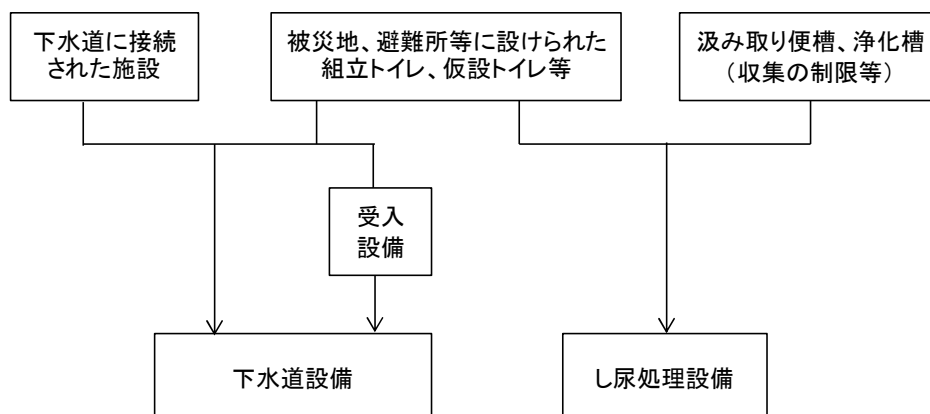 下水道に接続
された施設
被災地、避難所等に設けられた
組立トイレ、仮設トイレ等
汲み取り便槽、浄化槽
（収集の制限等）
受入
設備
下水道設備
し尿処理設備